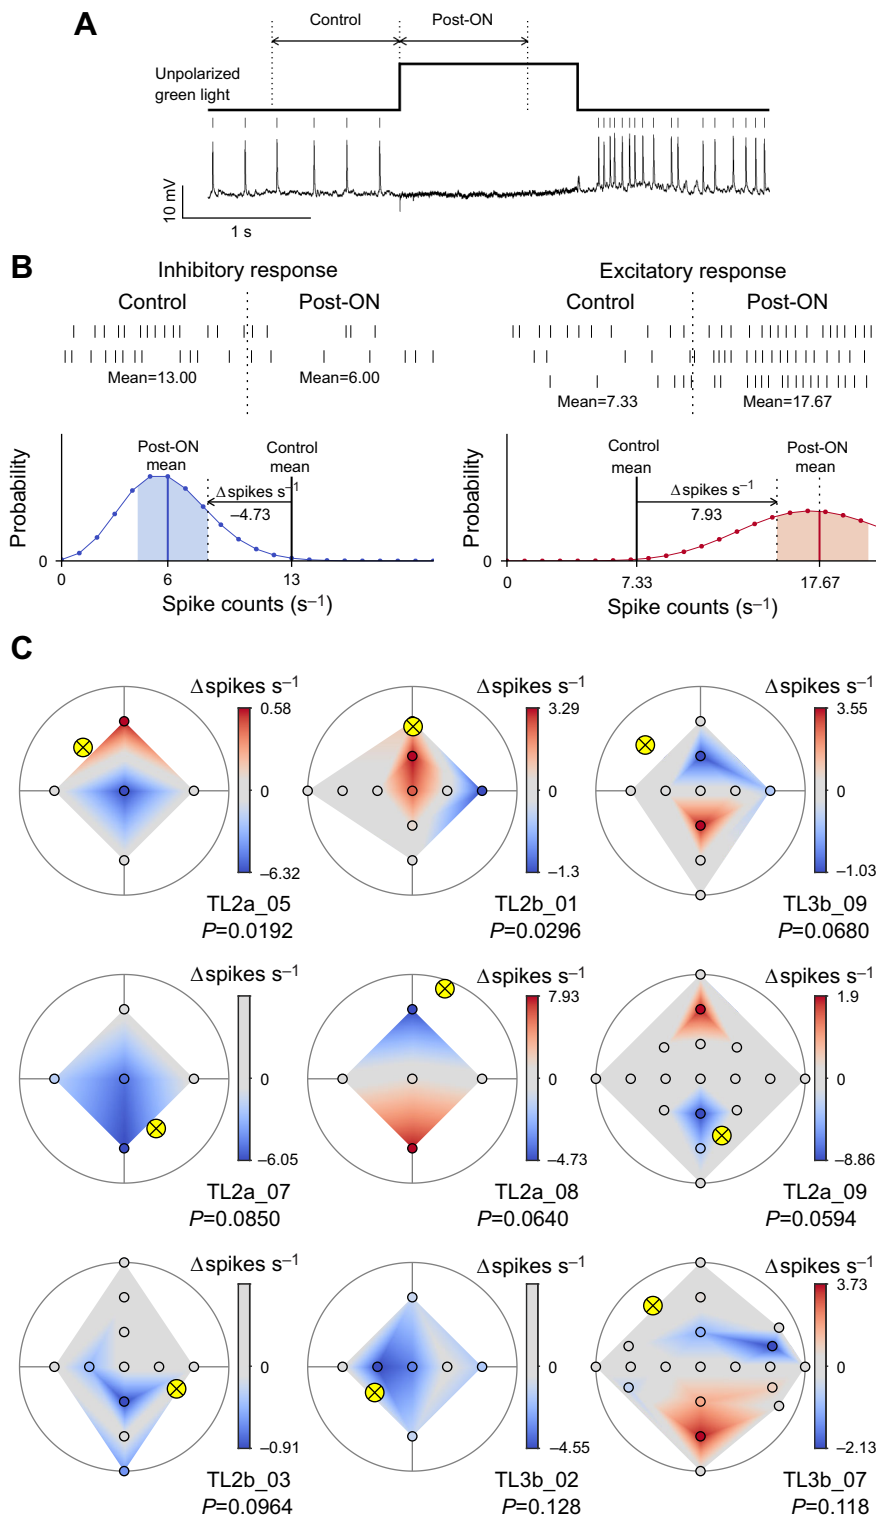 A
Control
Post-ON
Unpolarized
green light
10 mV
1 s
B
Inhibitory response
Control
Post-ON
Mean=13.00
Mean=6.00
Excitatory response
Control
Post-ON
Mean=7.33
Mean=17.67
Probability
Post-ON
mean
Control
mean
Δspikes s⁻¹
–4.73
0
0
6
13
Spike counts (s⁻¹)
Probability
Control
mean
Post-ON
mean
Δspikes s⁻¹
7.93
0
0
7.33
17.67
Spike counts (s⁻¹)
C
Δspikes s⁻¹
0.58
0
–6.32
TL2a_05
P=0.0192
Δspikes s⁻¹
3.29
0
–1.3
TL2b_01
P=0.0296
Δspikes s⁻¹
3.55
0
–1.03
TL3b_09
P=0.0680
Δspikes s⁻¹
0
–6.05
TL2a_07
P=0.0850
Δspikes s⁻¹
7.93
0
–4.73
TL2a_08
P=0.0640
Δspikes s⁻¹
1.9
0
–8.86
TL2a_09
P=0.0594
Δspikes s⁻¹
0
–0.91
TL2b_03
P=0.0964
Δspikes s⁻¹
0
–4.55
TL3b_02
P=0.128
Δspikes s⁻¹
3.73
0
–2.13
TL3b_07
P=0.118